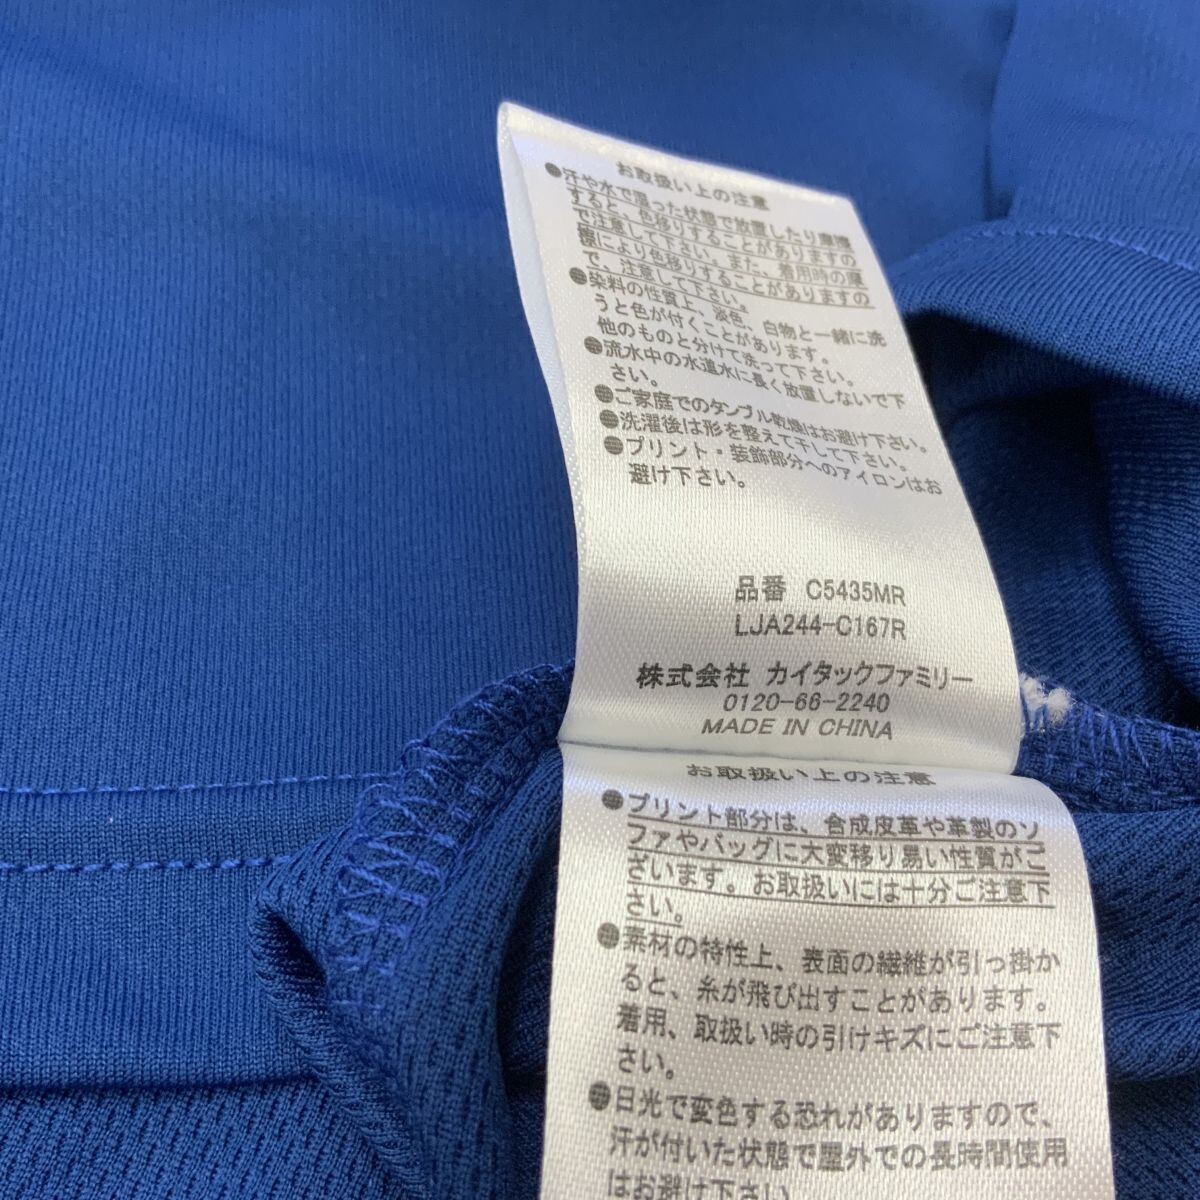 お取扱い上の注意
●汗や水で湿った状態で放置したり摩擦
すると、色移りすることがありますの
で注意して下さい。また、着用時の摩
擦により色移りすることがありますの
で、注意して下さい。
●染料の性質上、淡色、白物と一緒に洗
うと色が付くことがあります。
他のものと分けて洗って下さい。
●流水中の水道水に長く放置しないで下
さい。
●ご家庭でのタンブル乾燥はお避け下さい。
●洗濯後は形を整えて干して下さい。
●プリント・装飾部分へのアイロンはお
避け下さい。
品番 C5435MR
LJA244-C167R
株式会社 カイタックファミリー
0120-66-2240
MADE IN CHINA
お取扱い上の注意
●プリント部分は、合成皮革や革製のソ
ファやバッグに大変移り易い性質がご
ざいます。お取扱いには十分ご注意下
さい。
●素材の特性上、表面の繊維が引っ掛か
ると、糸が飛び出すことがあります。
着用、取扱い時の引けキズにご注意下
さい。
●日光で変色する恐れがありますので、
汗が付いた状態で屋外での長時間使用
はお避け下さい。